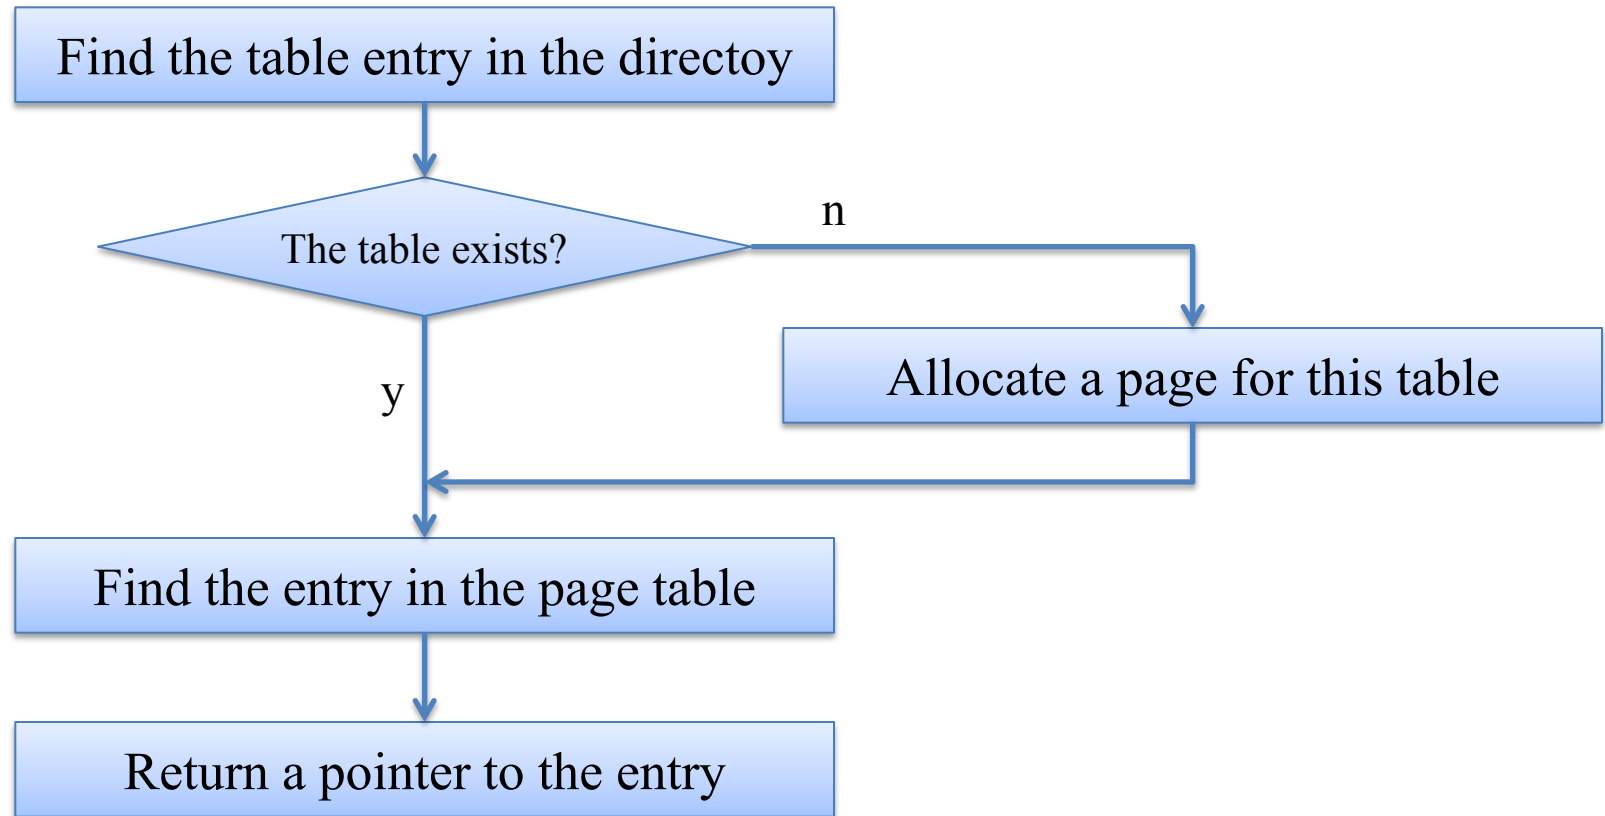 Find the table entry in the directoy
The table exists?
n
Allocate a page for this table
y
Find the entry in the page table
Return a pointer to the entry